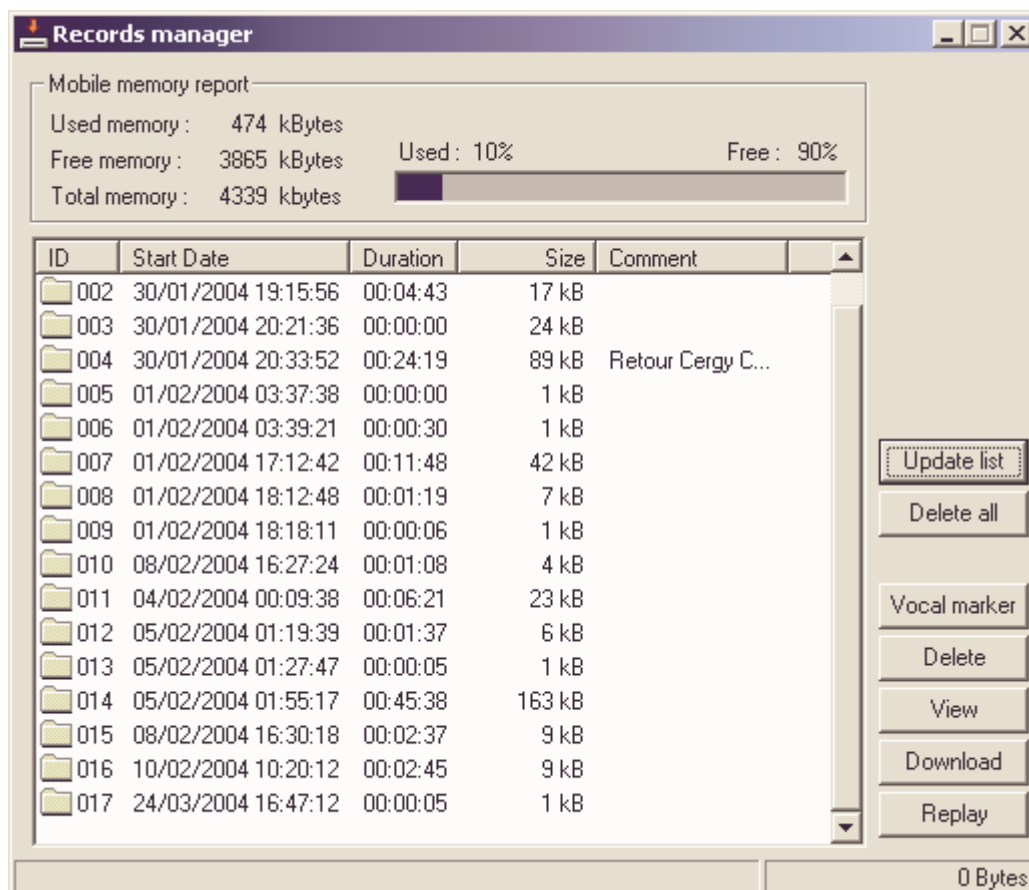 Records manager
Mobile memory report
Used memory : 474 kBytes
Free memory : 3865 kBytes
Total memory : 4339 kbytes
Used : 10% Free : 90%
ID Start Date Duration Size Comment
002 30/01/2004 19:15:56 00:04:43 17 kB
003 30/01/2004 20:21:36 00:00:00 24 kB
004 30/01/2004 20:33:52 00:24:19 89 kB Retour Cergy C...
005 01/02/2004 03:37:38 00:00:00 1 kB
006 01/02/2004 03:39:21 00:00:30 1 kB
007 01/02/2004 17:12:42 00:11:48 42 kB
008 01/02/2004 18:12:48 00:01:19 7 kB
009 01/02/2004 18:18:11 00:00:06 1 kB
010 08/02/2004 16:27:24 00:01:08 4 kB
011 04/02/2004 00:09:38 00:06:21 23 kB
012 05/02/2004 01:19:39 00:01:37 6 kB
013 05/02/2004 01:27:47 00:00:05 1 kB
014 05/02/2004 01:55:17 00:45:38 163 kB
015 08/02/2004 16:30:18 00:02:37 9 kB
016 10/02/2004 10:20:12 00:02:45 9 kB
017 24/03/2004 16:47:12 00:00:05 1 kB
Update list
Delete all
Vocal marker
Delete
View
Download
Replay
0 Bytes